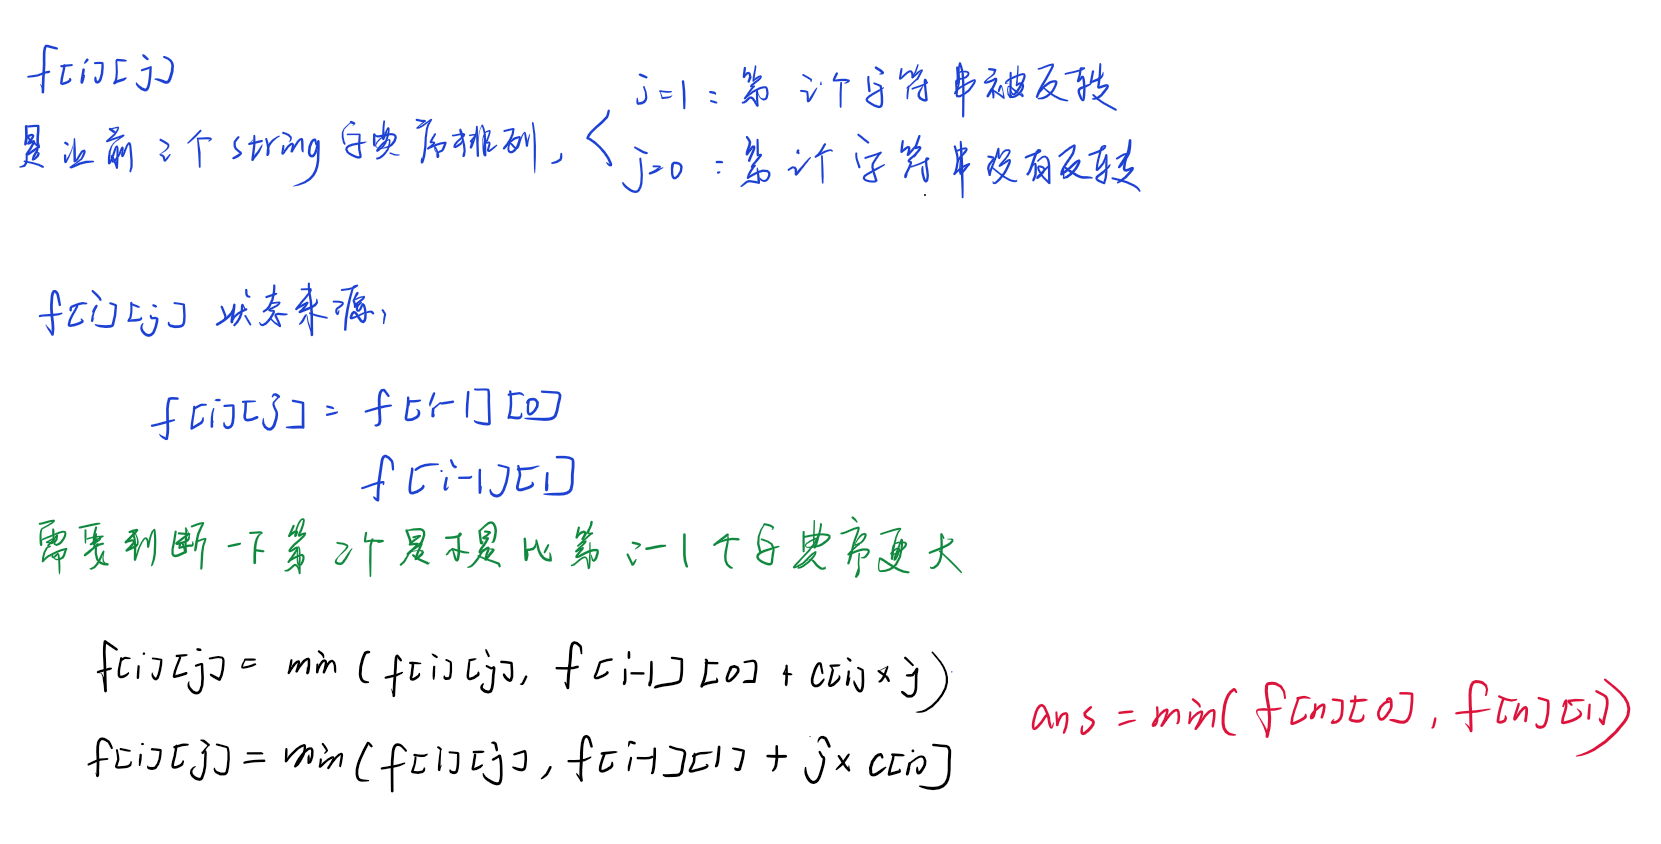 f[i][j]
是让前 i 个 string 字典序排列,
j=1 : 第 i个字符串被反转
j=0 : 第 i个字符串没有反转
f[i][j] 状态来源,
f[i][j] = f[i-1][0]
f[i-1][1]
需要判断一下第 i个是不是比第 i-1个字典序更大
f[i][j] = min ( f[i][j], f[i-1][0] + c[i] × j )
f[i][j] = min ( f[i][j], f[i-1][1] + j × c[i]
ans = min( f[n][0], f[n][1] )